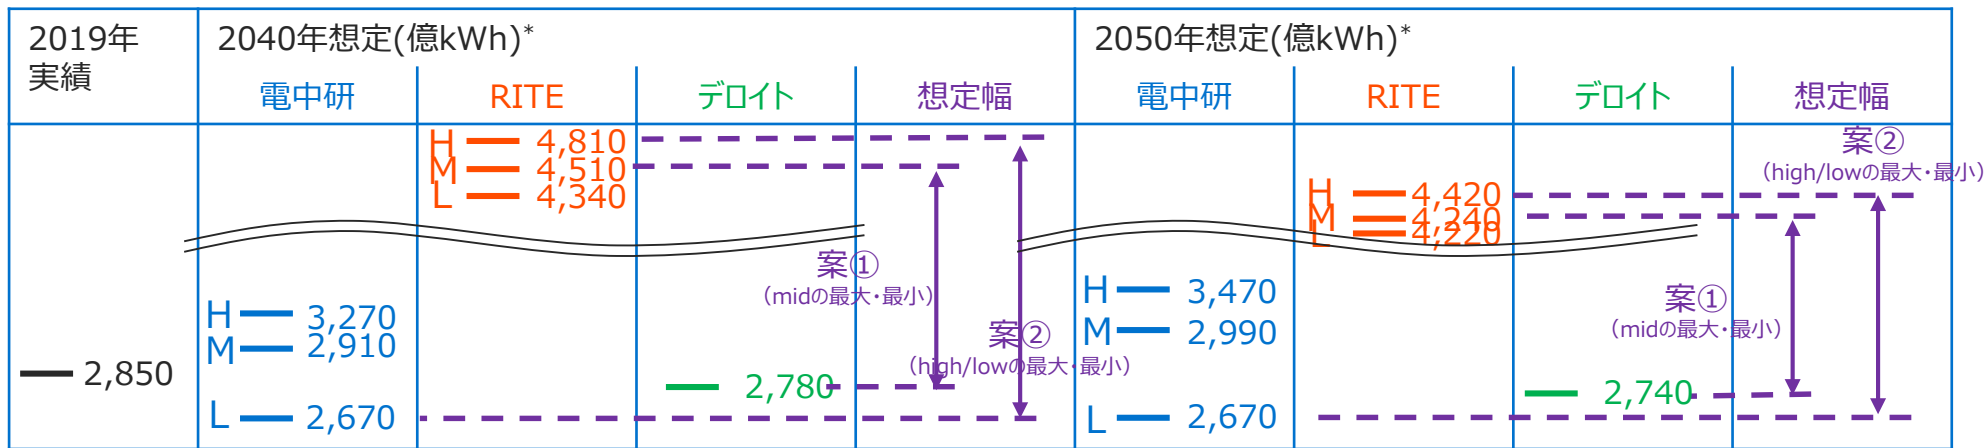 2019年
実績
2040年想定(億kWh)*
2050年想定(億kWh)*
電中研
RITE
デロイト
想定幅
電中研
RITE
デロイト
想定幅
2,850
H 3,270
M 2,910
L 2,670
H 4,810
M 4,510
L 4,340
2,780
案①
(midの最大・最小)
案②
(high/lowの最大・最小)
H 3,470
M 2,990
L 2,670
H 4,420
M 4,240
L 4,220
2,740
案①
(midの最大・最小)
案②
(high/lowの最大・最小)